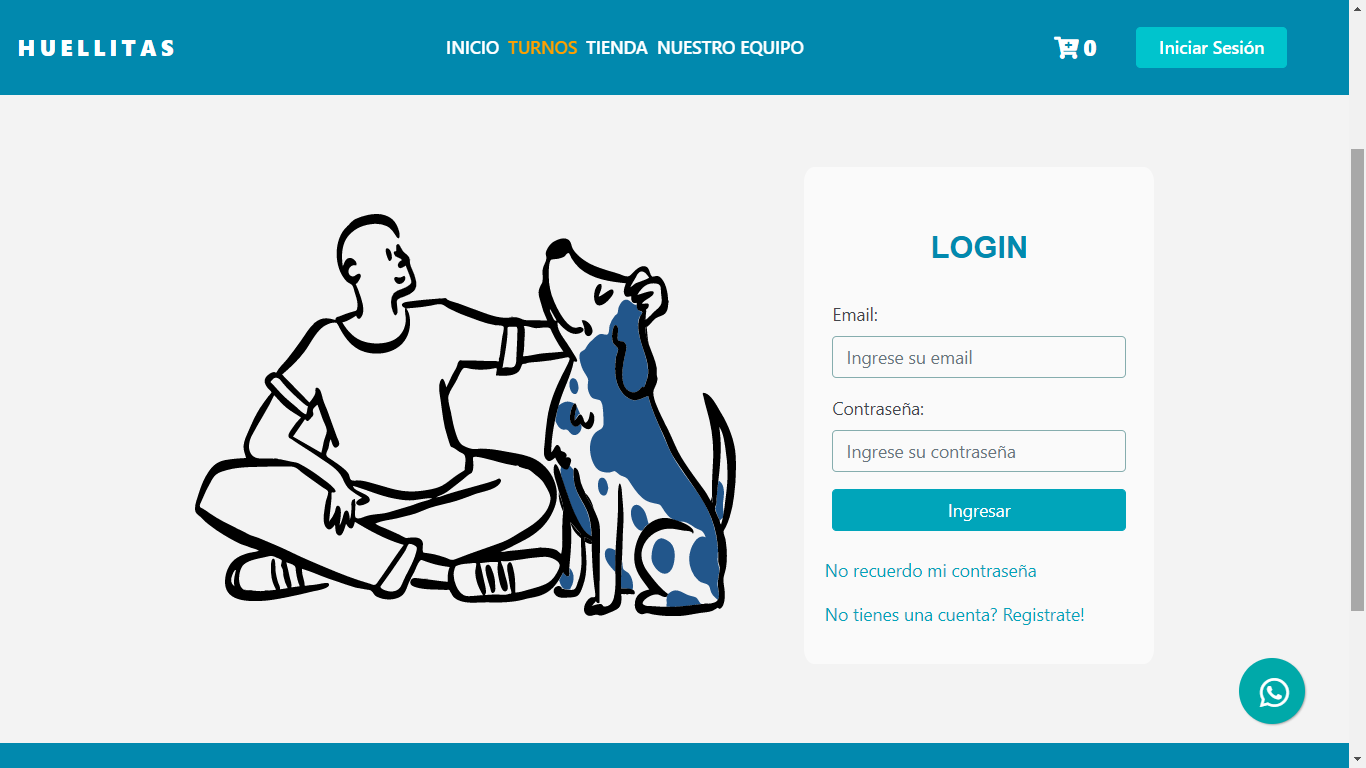 HUELLITAS
INICIO TURNOS TIENDA NUESTRO EQUIPO
0
Iniciar Sesión
LOGIN
Email:
Ingrese su email
Contraseña:
Ingrese su contraseña
Ingresar
No recuerdo mi contraseña
No tienes una cuenta? Registrate!